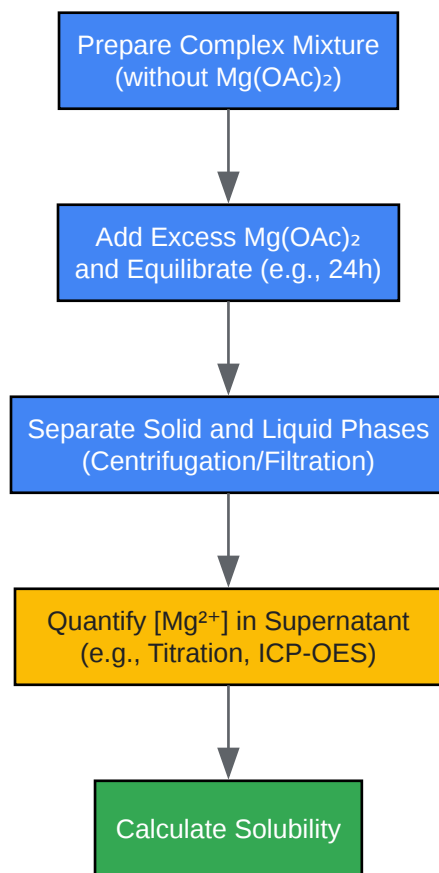 Prepare Complex Mixture
(without Mg(OAc)₂)
Add Excess Mg(OAc)₂
and Equilibrate (e.g., 24h)
Separate Solid and Liquid Phases
(Centrifugation/Filtration)
Quantify [Mg²⁺] in Supernatant
(e.g., Titration, ICP-OES)
Calculate Solubility